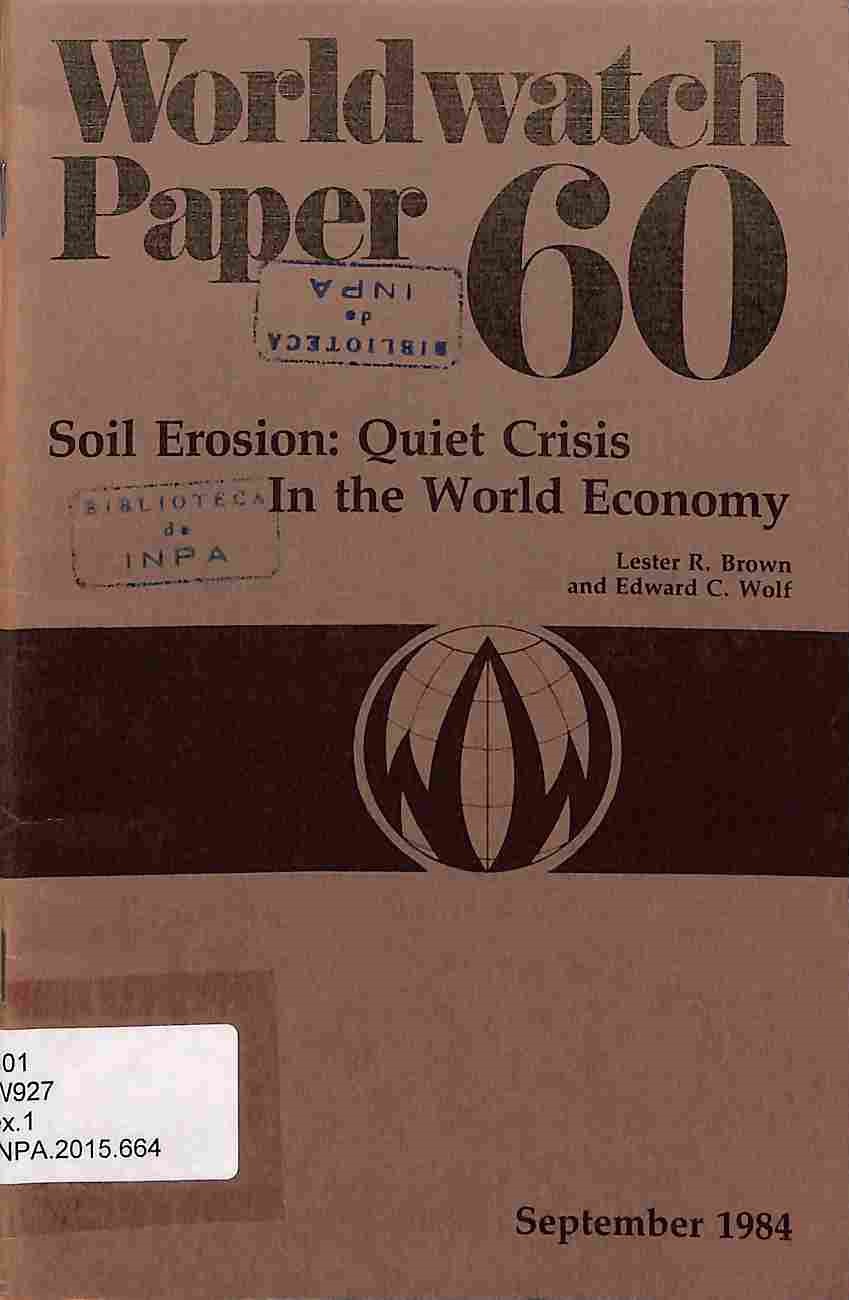 Worldwatch
Paper 60
BIBLIOTECA
de
INPA
Soil Erosion: Quiet Crisis
In the World Economy
BIBLIOTECA
de
INPA
Lester R. Brown
and Edward C. Wolf
01
W927
ex.1
NPA.2015.664
September 1984